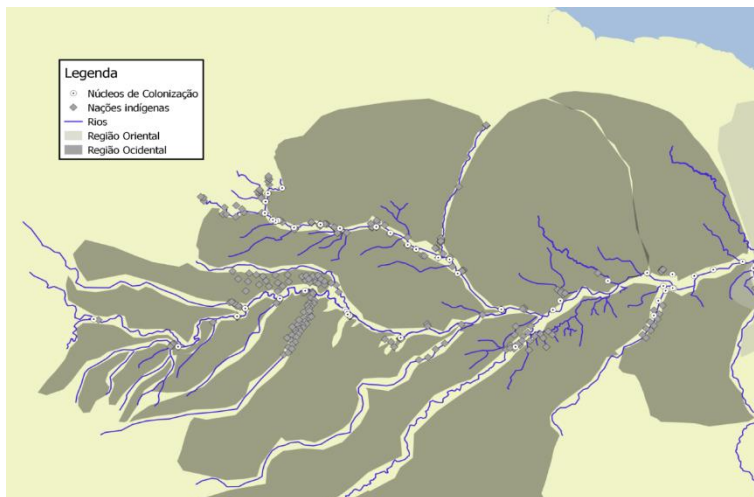 Legenda
Núcleos de Colonização
Nações indígenas
Rios
Região Oriental
Região Ocidental